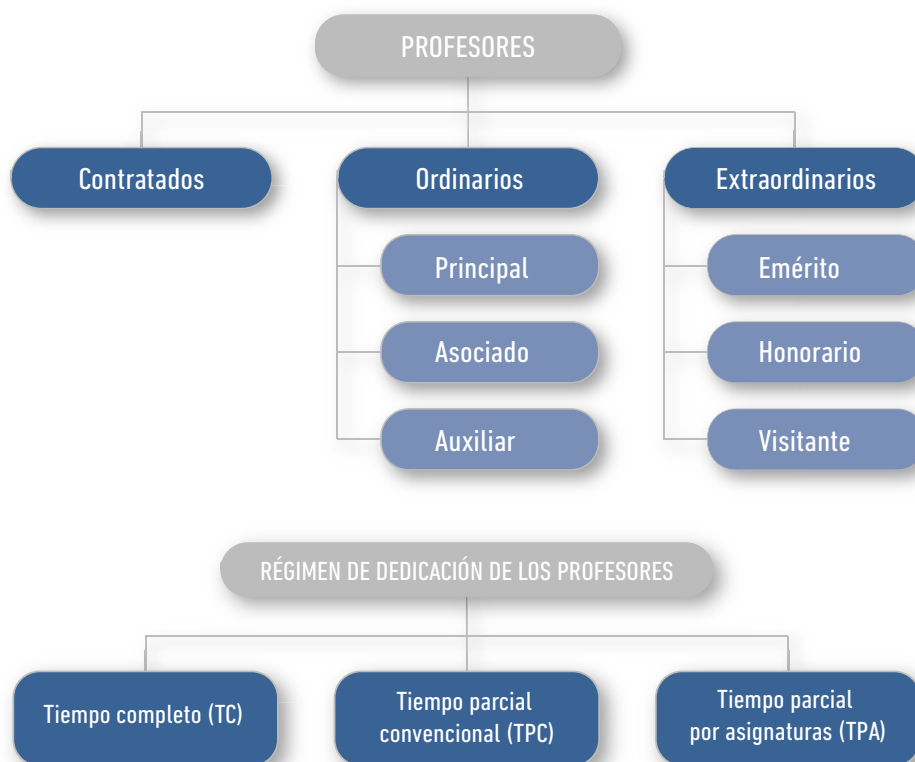 PROFESORES
Contratados
Ordinarios
Extraordinarios
Principal
Emérito
Asociado
Honorario
Auxiliar
Visitante
RÉGIMEN DE DEDICACIÓN DE LOS PROFESORES
Tiempo completo (TC)
Tiempo parcial
convencional (TPC)
Tiempo parcial
por asignaturas (TPA)